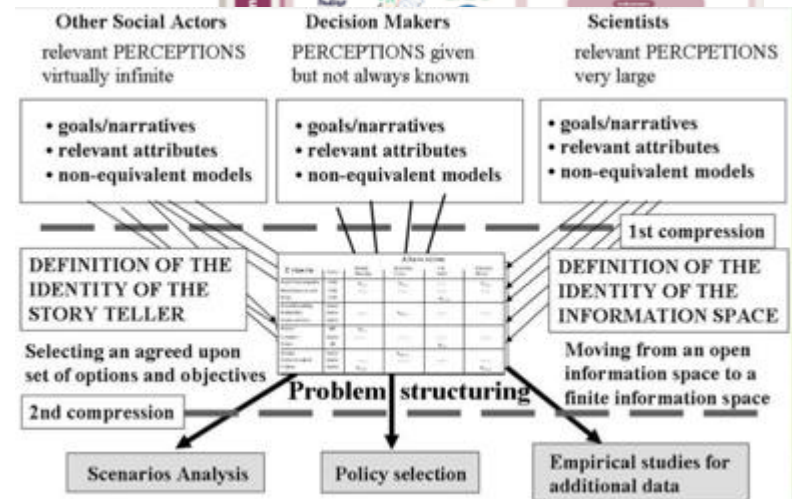 Other Social Actors
relevant PERCEPTIONS
virtually infinite
Decision Makers
PERCEPTIONS given
but not always known
Scientists
relevant PERCPETIONS
very large
• goals/narratives
• relevant attributes
• non-equivalent models
• goals/narratives
• relevant attributes
• non-equivalent models
• goals/narratives
• relevant attributes
• non-equivalent models
1st compression
DEFINITION OF THE
IDENTITY OF THE
STORY TELLER
DEFINITION OF THE
IDENTITY OF THE
INFORMATION SPACE
Selecting an agreed upon
set of options and objectives
Moving from an open
information space to a
finite information space
Problem structuring
2nd compression
Scenarios Analysis
Policy selection
Empirical studies for
additional data